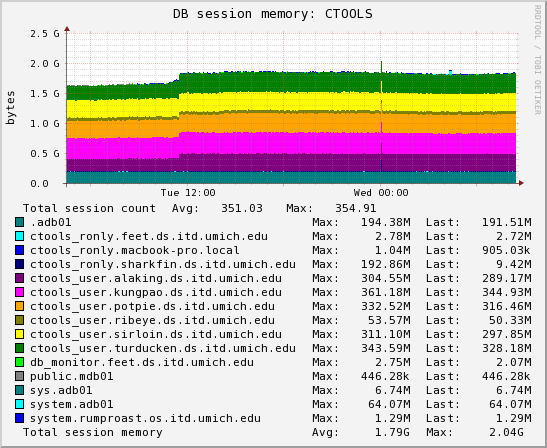 DB session memory: CTOOLS
RRDTOOL / TOBI OETIKER
bytes
2.5 G
2.0 G
1.5 G
1.0 G
0.5 G
0.0
Tue 12:00 Wed 00:00
Total session count Avg: 351.03 Max: 354.91
.adb01 Max: 194.38M Last: 191.51M
ctools_ronly.feet.ds.itd.umich.edu Max: 2.78M Last: 2.72M
ctools_ronly.macbook-pro.local Max: 1.04M Last: 905.03k
ctools_ronly.sharkfin.ds.itd.umich.edu Max: 192.86M Last: 9.42M
ctools_user.alaking.ds.itd.umich.edu Max: 304.55M Last: 289.17M
ctools_user.kungpao.ds.itd.umich.edu Max: 361.18M Last: 344.93M
ctools_user.potpie.ds.itd.umich.edu Max: 332.52M Last: 316.46M
ctools_user.ribeye.ds.itd.umich.edu Max: 53.57M Last: 50.33M
ctools_user.sirloin.ds.itd.umich.edu Max: 311.10M Last: 297.85M
ctools_user.turducken.ds.itd.umich.edu Max: 343.59M Last: 328.18M
db_monitor.feet.ds.itd.umich.edu Max: 2.75M Last: 2.07M
public.mdb01 Max: 446.28k Last: 446.28k
sys.adb01 Max: 6.74M Last: 6.74M
system.adb01 Max: 64.07M Last: 64.07M
system.rumproast.os.itd.umich.edu Max: 1.29M Last: 1.29M
Total session memory Avg: 1.79G Max: 2.04G